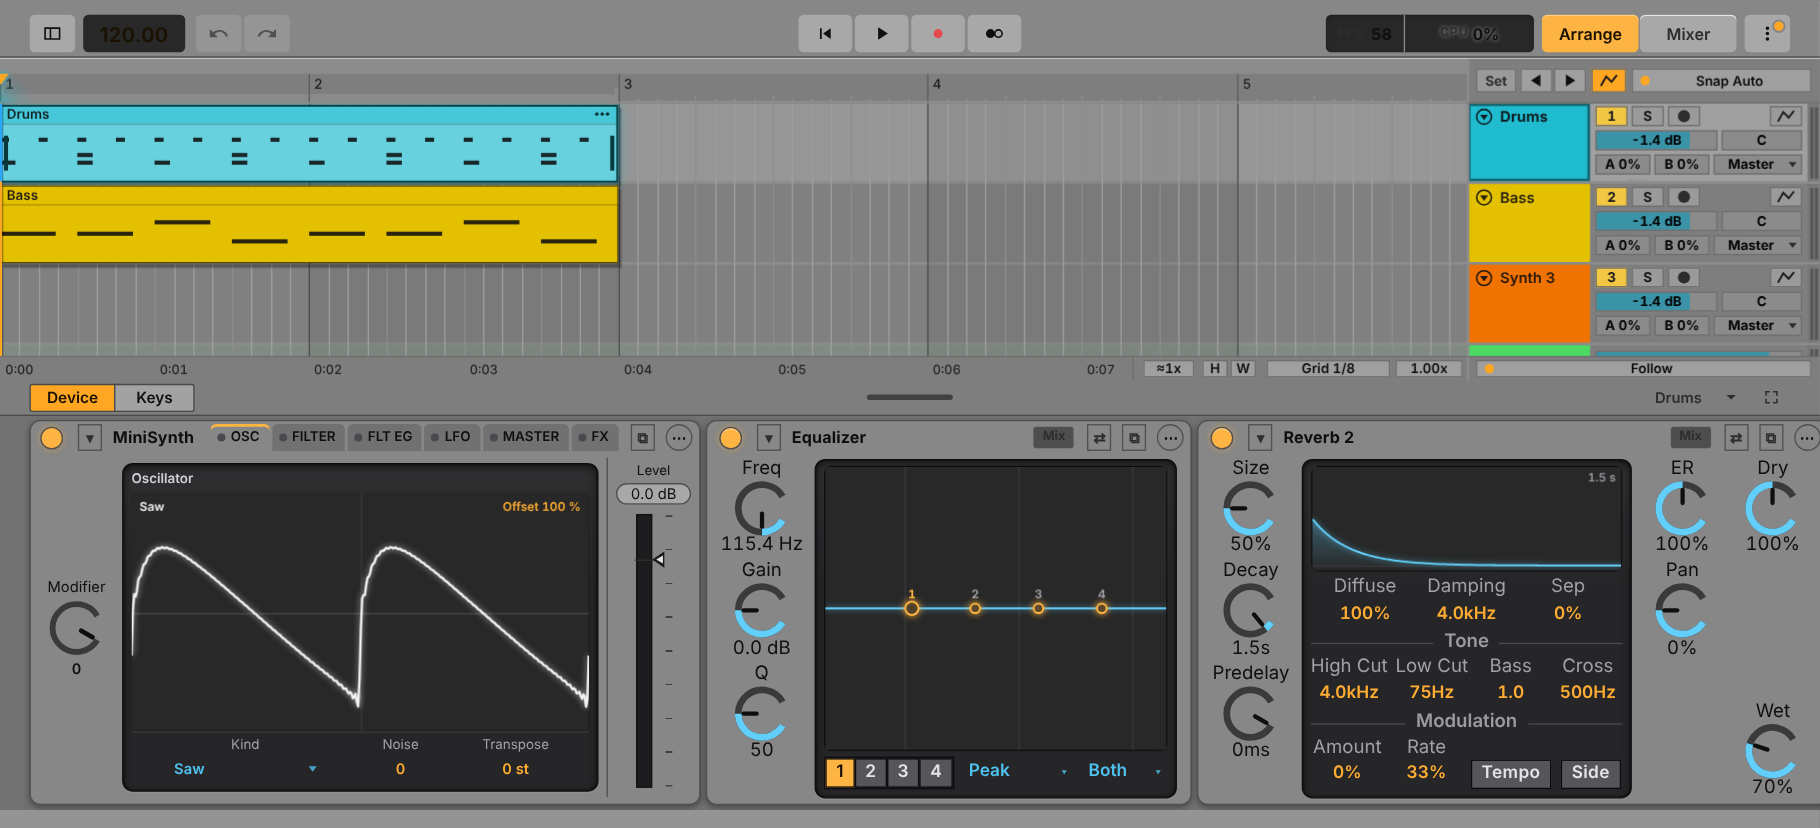 120.00
FPS 58 CPU 0% Arrange Mixer
1 2 3 4 5 Set Snap Auto
Drums
Drums 1 S
-1.4 dB C
A 0% B 0% Master
Bass
Bass 2 S
-1.4 dB C
A 0% B 0% Master
Synth 3 3 S
-1.4 dB C
A 0% B 0% Master
0:00 0:01 0:02 0:03 0:04 0:05 0:06 0:07 ≈1x H W Grid 1/8 1.00x Follow
Device Keys Drums
MiniSynth OSC FILTER FLT EG LFO MASTER FX
Oscillator
Saw Offset 100 %
Modifier
0
Kind Noise Transpose
Saw 0 0 st
Level
0.0 dB
Equalizer Mix
Freq
115.4 Hz
Gain
0.0 dB
Q
50
1 2 3 4
1 2 3 4 Peak Both
Reverb 2 Mix
Size
50%
Decay
1.5s
Predelay
0ms
1.5 s
Diffuse Damping Sep
100% 4.0kHz 0%
Tone
High Cut Low Cut Bass Cross
4.0kHz 75Hz 1.0 500Hz
Modulation
Amount Rate
0% 33% Tempo Side
ER Dry
100% 100%
Pan
0%
Wet
70%